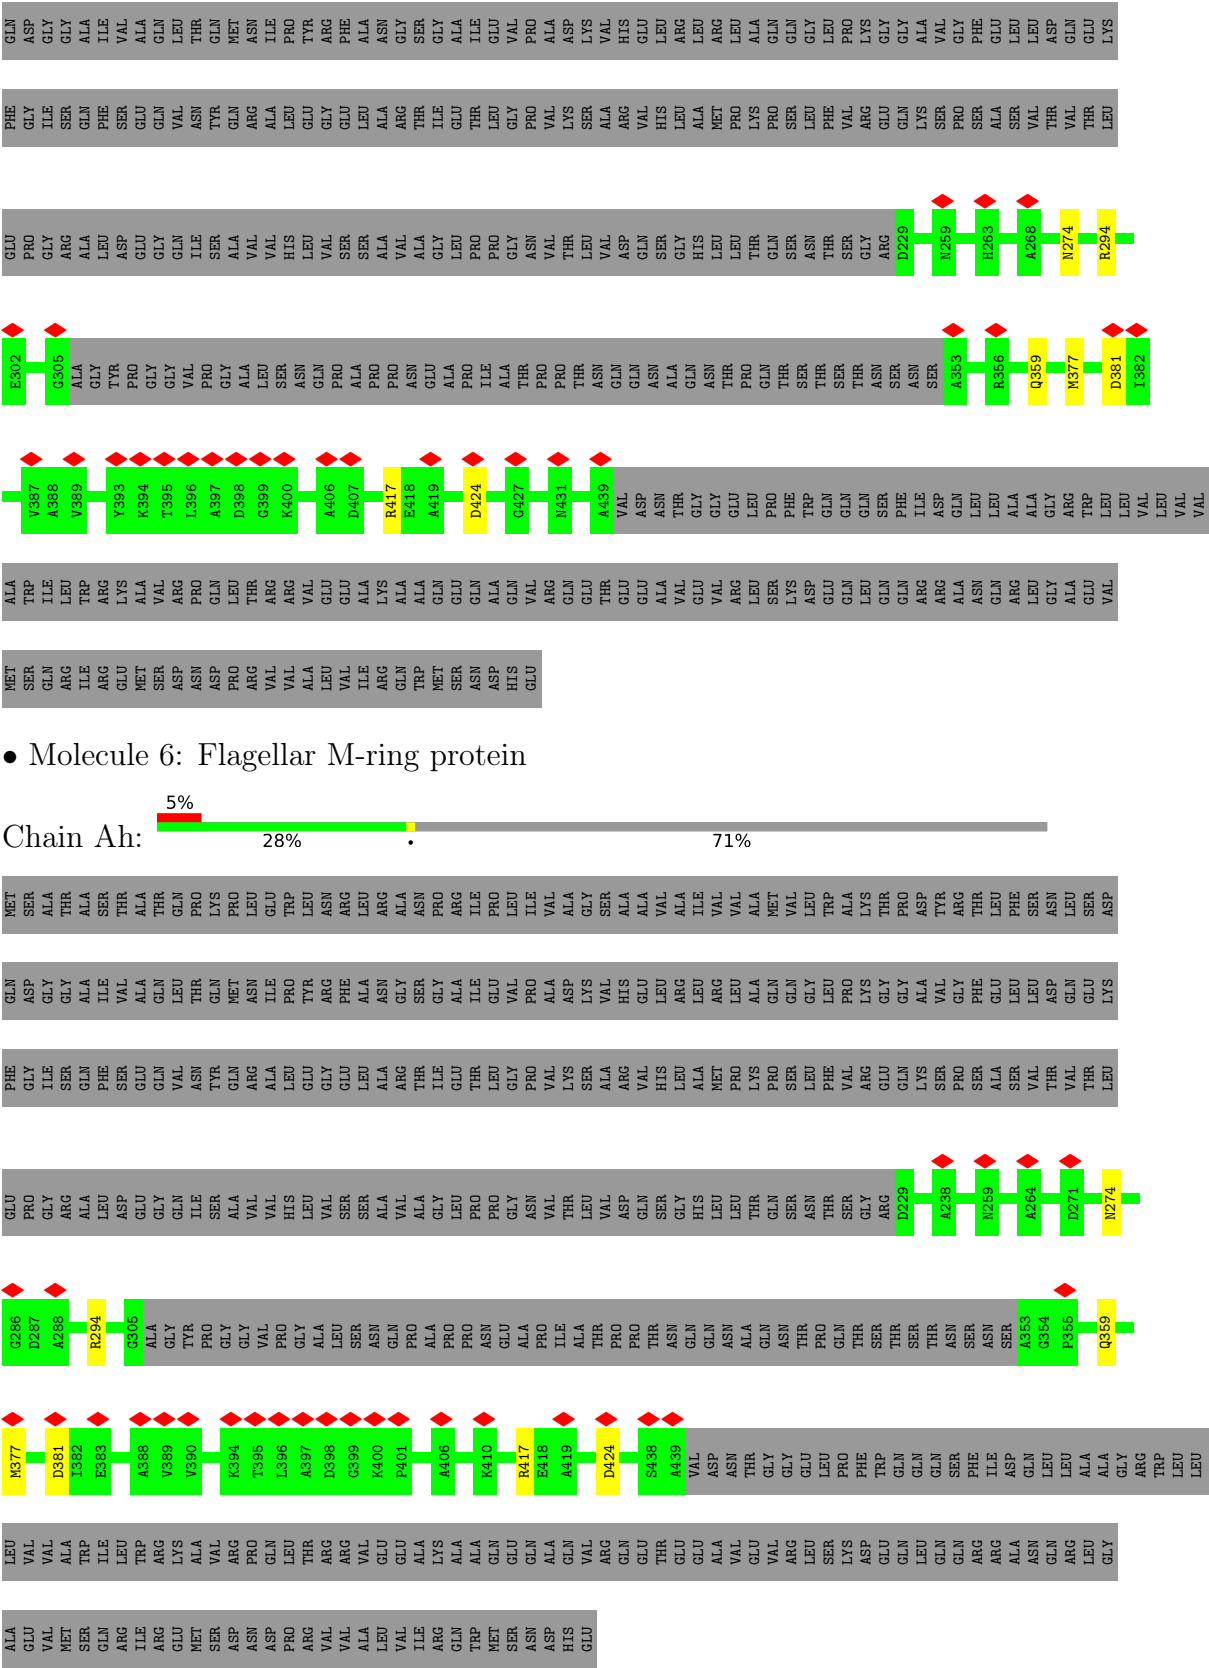 GLN ASP GLY GLY ALA ILE VAL ALA GLN LEU THR GLN MET ASN ILE PRO TYR ARG PHE ALA ASN GLY SER GLY ALA ILE GLU VAL PRO ALA ASP LYS VAL HIS GLU LEU ARG LEU ARG LEU ALA GLN GLN GLY LEU PRO LYS GLY GLY ALA VAL GLY PHE GLU LEU LEU ASP GLN GLU LYS
PHE GLY ILE SER GLN PHE SER GLU GLN VAL ASN TYR GLN ARG ALA LEU GLU GLY GLU LEU ALA ARG THR ILE GLU THR LEU GLY PRO VAL LYS SER ALA ARG VAL HIS LEU ALA MET PRO LYS PRO SER LEU PHE VAL ARG GLU GLN LYS SER PRO SER ALA SER VAL THR VAL THR LEU
GLU PRO GLY ARG ALA LEU ASP GLU GLY GLN ILE SER ALA VAL VAL HIS LEU VAL SER SER ALA VAL ALA GLY LEU PRO PRO GLY ASN VAL THR LEU VAL ASP GLN SER GLY HIS LEU LEU THR GLN SER ASN THR SER GLY ARG D229 N259 H263 A268 N274 R294
E302 G305 ALA GLY TYR PRO GLY GLY VAL PRO GLY ALA LEU SER ASN GLN PRO ALA PRO PRO ASN GLU ALA PRO ILE ALA THR PRO PRO THR ASN GLN GLN ASN ALA GLN ASN THR PRO GLN THR SER THR SER THR ASN SER ASN SER A353 R356 Q359 M377 D381 I382
V387 A388 V389 Y393 K394 T395 L396 A397 D398 G399 K400 A406 D407 R417 E418 A419 D424 G427 N431 A439 VAL ASP ASN THR GLY GLY GLU LEU PRO PHE TRP GLN GLN GLN SER PHE ILE ASP GLN LEU LEU ALA ALA GLY ARG TRP LEU LEU VAL LEU VAL VAL
ALA TRP ILE LEU TRP ARG LYS ALA VAL ARG PRO GLN LEU THR ARG ARG VAL GLU GLU ALA LYS ALA ALA GLN GLU GLN ALA GLN VAL ARG GLN GLU THR GLU GLU ALA VAL GLU VAL ARG LEU SER LYS ASP GLU GLN LEU GLN GLN ARG ARG ALA ASN GLN ARG LEU GLY ALA GLU VAL
MET SER GLN ARG ILE ARG GLU MET SER ASP ASN ASP PRO ARG VAL VAL ALA LEU VAL ILE ARG GLN TRP MET SER ASN ASP HIS GLU
• Molecule 6: Flagellar M-ring protein
5%
Chain Ah:
28% • 71%
MET SER ALA THR ALA SER THR ALA THR GLN PRO LYS PRO LEU GLU TRP LEU ASN ARG LEU ARG ALA ASN PRO ARG ILE PRO LEU ILE VAL ALA GLY SER ALA ALA VAL ALA ILE VAL VAL ALA MET VAL LEU TRP ALA LYS THR PRO ASP TYR ARG THR LEU PHE SER ASN LEU SER ASP
GLN ASP GLY GLY ALA ILE VAL ALA GLN LEU THR GLN MET ASN ILE PRO TYR ARG PHE ALA ASN GLY SER GLY ALA ILE GLU VAL PRO ALA ASP LYS VAL HIS GLU LEU ARG LEU ARG LEU ALA GLN GLN GLY LEU PRO LYS GLY GLY ALA VAL GLY PHE GLU LEU LEU ASP GLN GLU LYS
PHE GLY ILE SER GLN PHE SER GLU GLN VAL ASN TYR GLN ARG ALA LEU GLU GLY GLU LEU ALA ARG THR ILE GLU THR LEU GLY PRO VAL LYS SER ALA ARG VAL HIS LEU ALA MET PRO LYS PRO SER LEU PHE VAL ARG GLU GLN LYS SER PRO SER ALA SER VAL THR VAL THR LEU
GLU PRO GLY ARG ALA LEU ASP GLU GLY GLN ILE SER ALA VAL VAL HIS LEU VAL SER SER ALA VAL ALA GLY LEU PRO PRO GLY ASN VAL THR LEU VAL ASP GLN SER GLY HIS LEU LEU THR GLN SER ASN THR SER GLY ARG D229 A238 N259 A264 D271 N274
G286 D287 A288 R294 G305 ALA GLY TYR PRO GLY GLY VAL PRO GLY ALA LEU SER ASN GLN PRO ALA PRO PRO ASN GLU ALA PRO ILE ALA THR PRO PRO THR ASN GLN GLN ASN ALA GLN ASN THR PRO GLN THR SER THR SER THR ASN SER ASN SER A353 G354 P355 Q359
M377 D381 I382 E383 A388 V389 V390 K394 T395 L396 A397 D398 G399 K400 P401 A406 K410 R417 E418 A419 D424 S438 A439 VAL ASP ASN THR GLY GLY GLU LEU PRO PHE TRP GLN GLN GLN SER PHE ILE ASP GLN LEU LEU ALA ALA GLY ARG TRP LEU LEU
LEU VAL VAL ALA TRP ILE LEU TRP ARG LYS ALA VAL ARG PRO GLN LEU THR ARG ARG VAL GLU GLU ALA LYS ALA ALA GLN GLU GLN ALA GLN VAL ARG GLN GLU THR GLU GLU ALA VAL GLU VAL ARG LEU SER LYS ASP GLU GLN LEU GLN GLN ARG ARG ALA ASN GLN ARG LEU GLY
ALA GLU VAL MET SER GLN ARG ILE ARG GLU MET SER ASP ASN ASP PRO ARG VAL VAL ALA LEU VAL ILE ARG GLN TRP MET SER ASN ASP HIS GLU